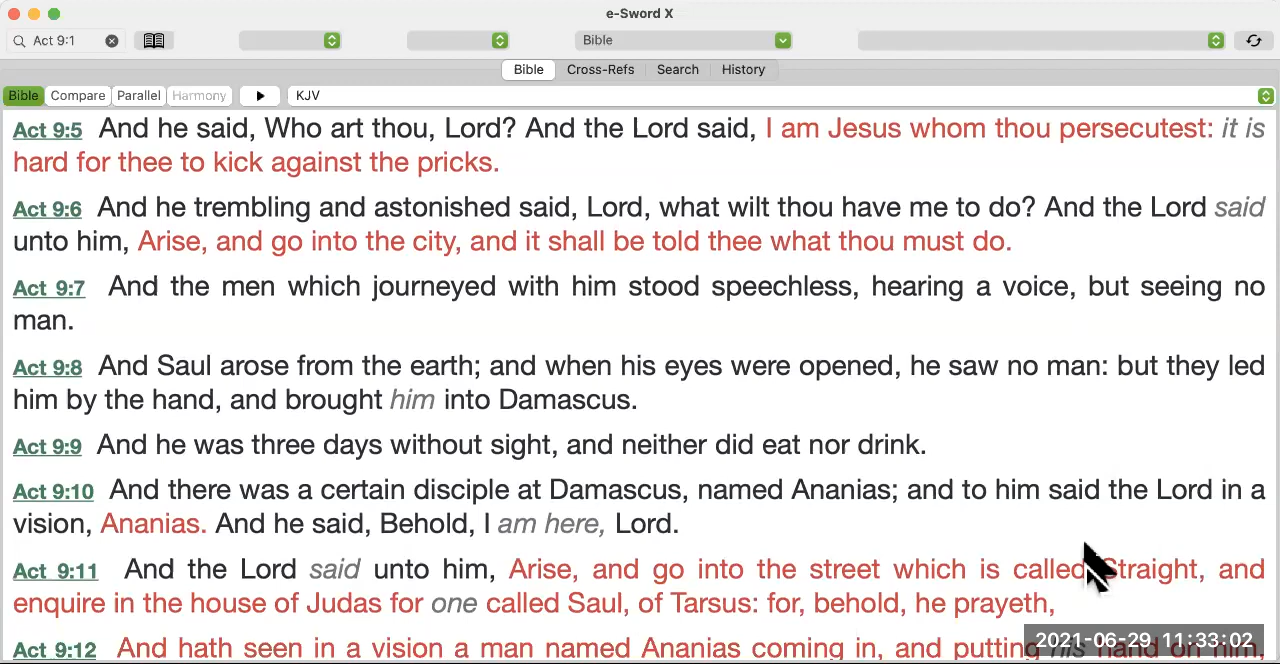 e-Sword X
Act 9:1
Bible
Bible Cross-Refs Search History
Bible Compare Parallel Harmony KJV
Act 9:5 And he said, Who art thou, Lord? And the Lord said, I am Jesus whom thou persecutest: it is
hard for thee to kick against the pricks.
Act 9:6 And he trembling and astonished said, Lord, what wilt thou have me to do? And the Lord said
unto him, Arise, and go into the city, and it shall be told thee what thou must do.
Act 9:7 And the men which journeyed with him stood speechless, hearing a voice, but seeing no
man.
Act 9:8 And Saul arose from the earth; and when his eyes were opened, he saw no man: but they led
him by the hand, and brought him into Damascus.
Act 9:9 And he was three days without sight, and neither did eat nor drink.
Act 9:10 And there was a certain disciple at Damascus, named Ananias; and to him said the Lord in a
vision, Ananias. And he said, Behold, I am here, Lord.
Act 9:11 And the Lord said unto him, Arise, and go into the street which is called Straight, and
enquire in the house of Judas for one called Saul, of Tarsus: for, behold, he prayeth,
Act 9:12 And hath seen in a vision a man named Ananias coming in, and putting his hand on him,
2021-06-29 11:33:02